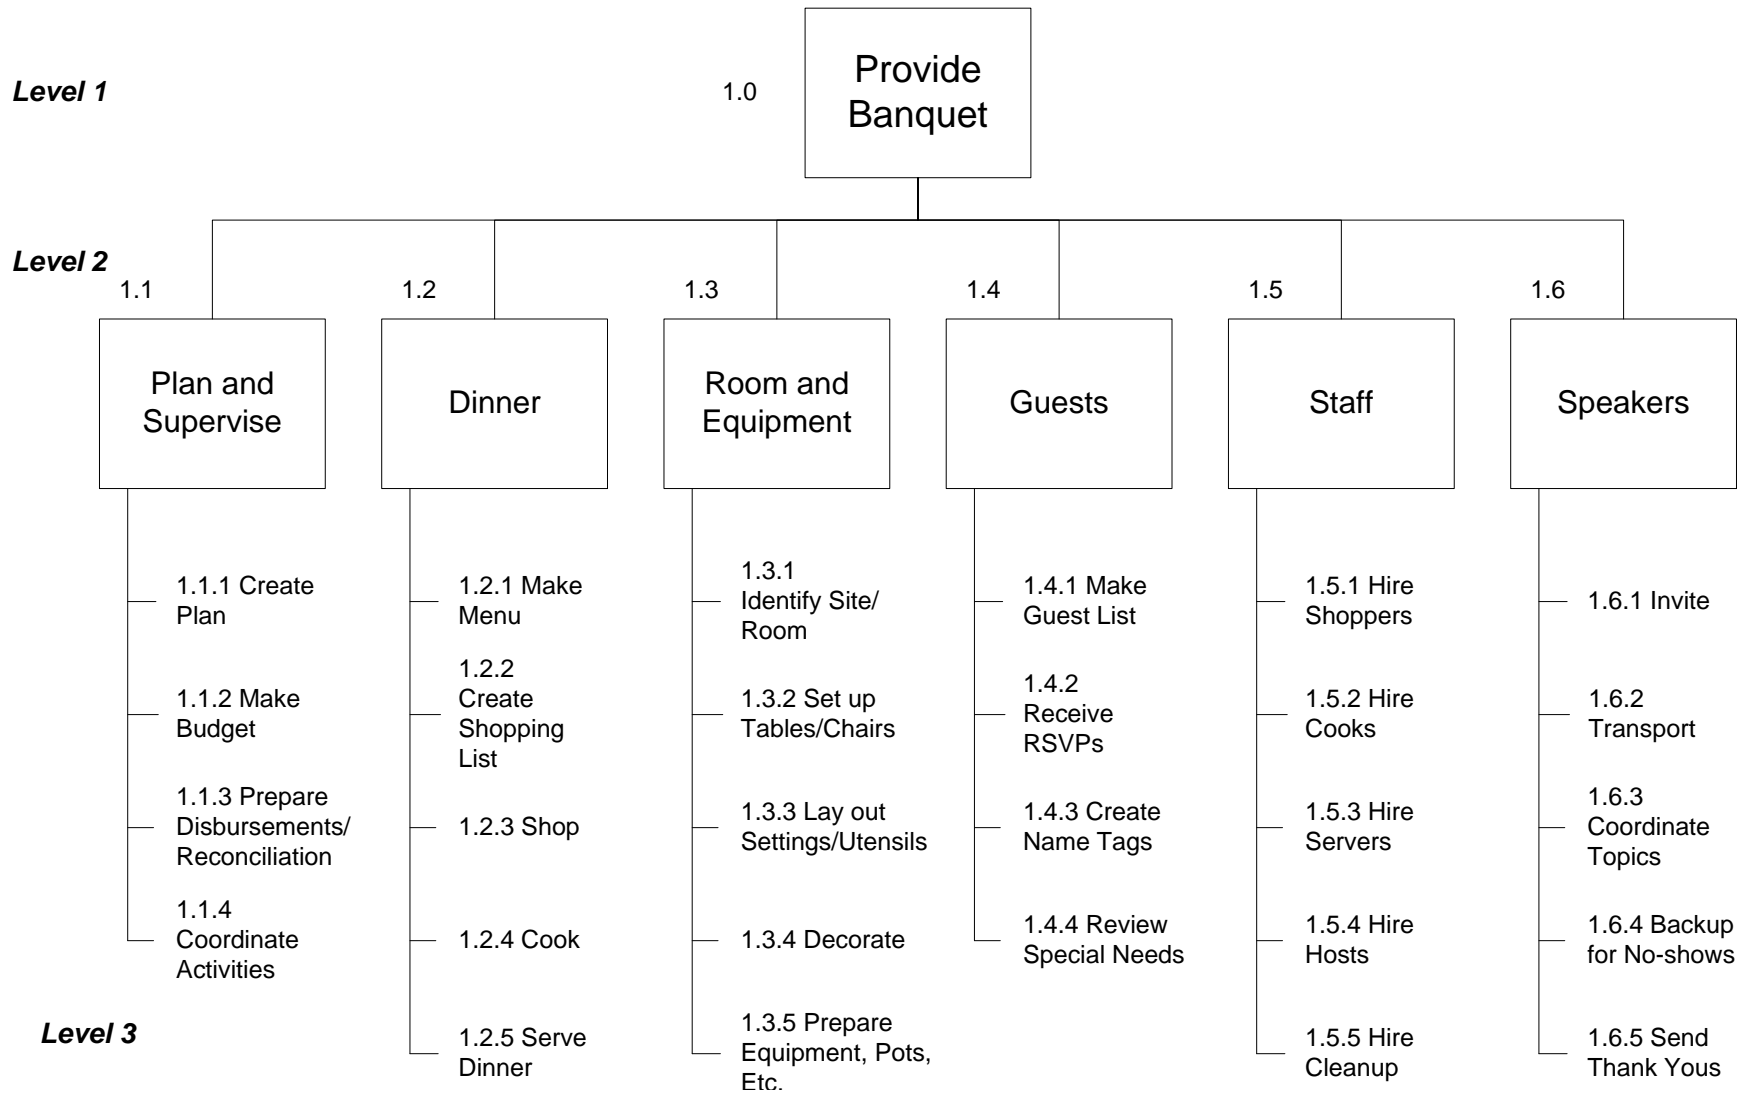 Level 1
1.0
Provide
Banquet
Level 2
1.1
1.2
1.3
1.4
1.5
1.6
Plan and
Supervise
Dinner
Room and
Equipment
Guests
Staff
Speakers
1.1.1 Create
Plan
1.1.2 Make
Budget
1.1.3 Prepare
Disbursements/
Reconciliation
1.1.4
Coordinate
Activities
1.2.1 Make
Menu
1.2.2
Create
Shopping
List
1.2.3 Shop
1.2.4 Cook
1.2.5 Serve
Dinner
1.3.1
Identify Site/
Room
1.3.2 Set up
Tables/Chairs
1.3.3 Lay out
Settings/Utensils
1.3.4 Decorate
1.3.5 Prepare
Equipment, Pots,
Etc.
1.4.1 Make
Guest List
1.4.2
Receive
RSVPs
1.4.3 Create
Name Tags
1.4.4 Review
Special Needs
1.5.1 Hire
Shoppers
1.5.2 Hire
Cooks
1.5.3 Hire
Servers
1.5.4 Hire
Hosts
1.5.5 Hire
Cleanup
1.6.1 Invite
1.6.2
Transport
1.6.3
Coordinate
Topics
1.6.4 Backup
for No-shows
1.6.5 Send
Thank Yous
Level 3